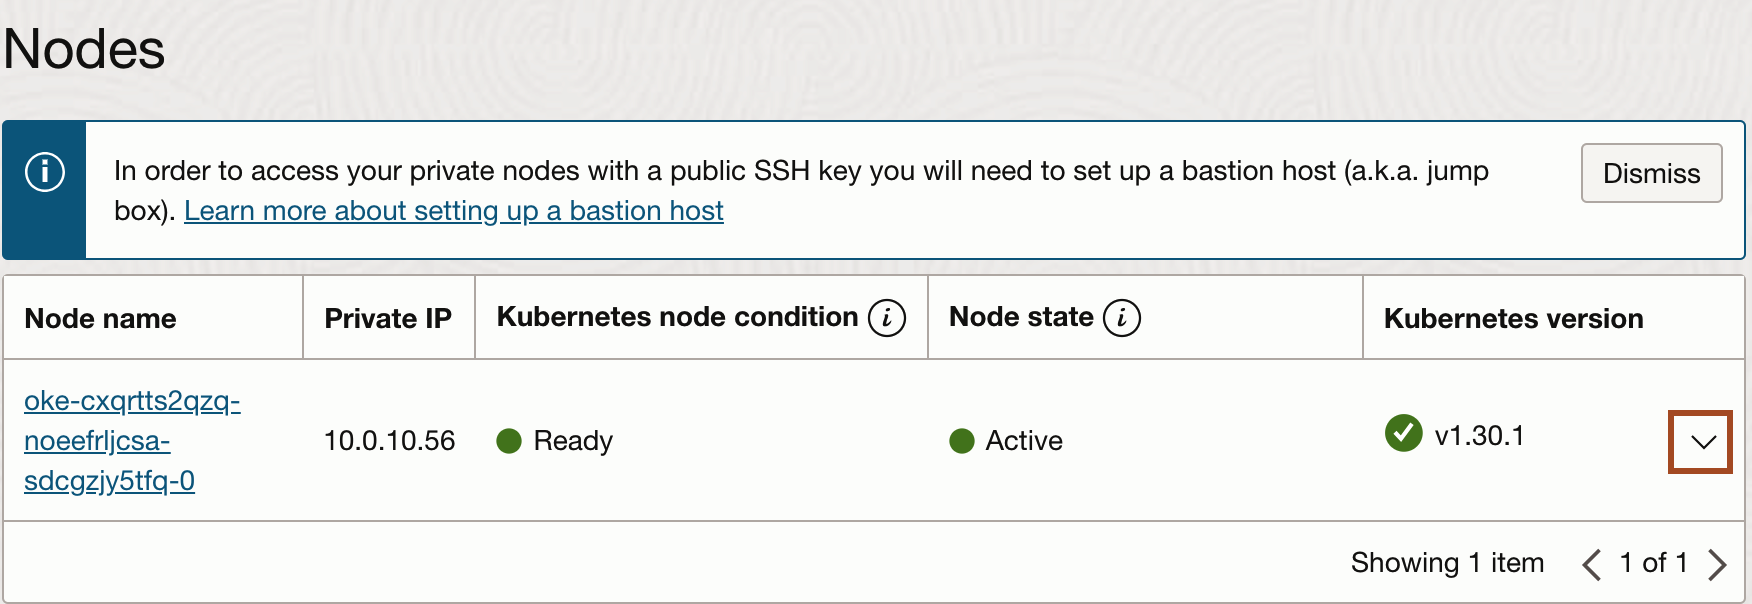 Nodes
In order to access your private nodes with a public SSH key you will need to set up a bastion host (a.k.a. jump
box). Learn more about setting up a bastion host
Dismiss
Node name Private IP Kubernetes node condition Node state Kubernetes version
oke-cxqrtts2qzq-
noeefrljcsa-
sdcgzjy5tfq-0
10.0.10.56 Ready Active v1.30.1
Showing 1 item 1 of 1